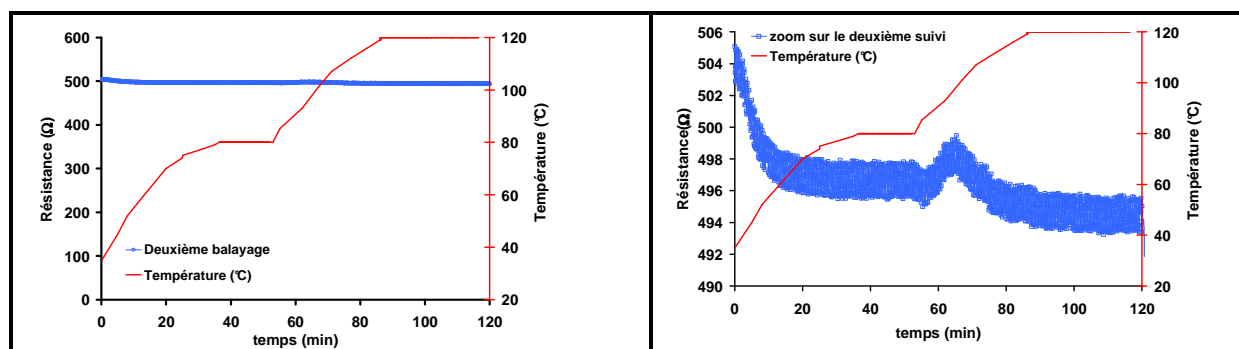 600
500
400
300
200
100
0
Résistance (Ω)
120
100
80
60
40
20
Température (°C)
Deuxième balayage
Température (°C)
0 20 40 60 80 100 120
temps (min)
506
504
502
500
498
496
494
492
490
Résistance(Ω)
120
100
80
60
40
20
Température (°C)
zoom sur le deuxième suivi
Température (°C)
0 20 40 60 80 100 120
temps (min)